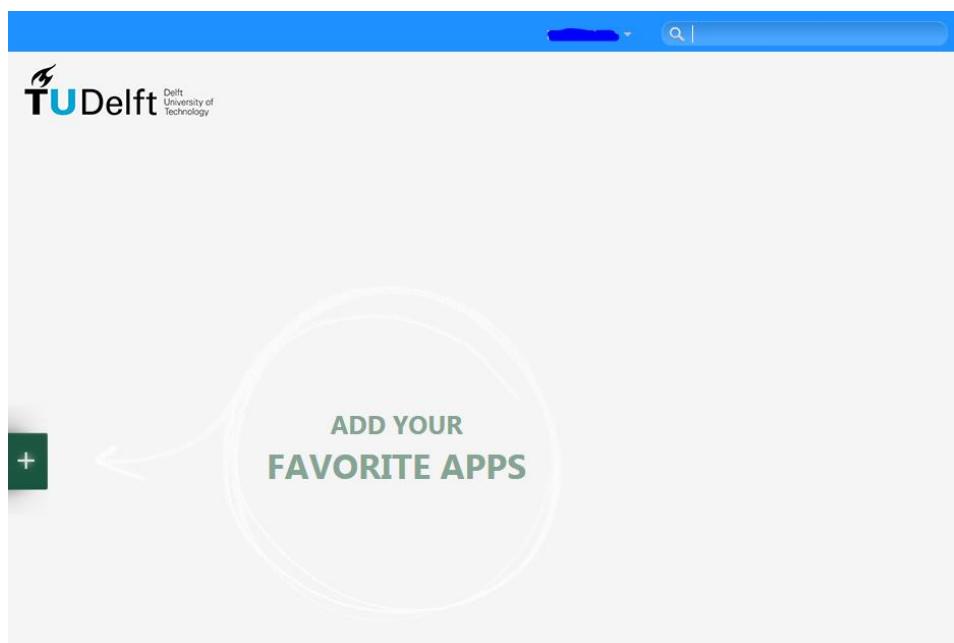 TUDelft
Delft
University of
Technology
ADD YOUR
FAVORITE APPS